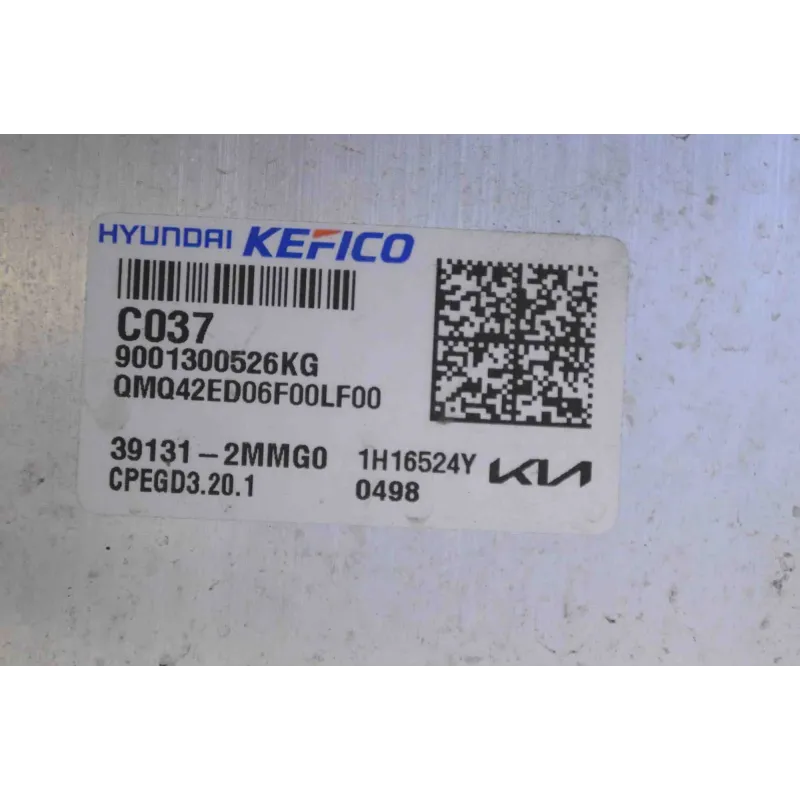 HYUNDAI KEFICO
C037
9001300526KG
QMQ42ED06F00LF00
39131-2MMG0 1H16524Y KIA
CPEGD3.20.1 0498